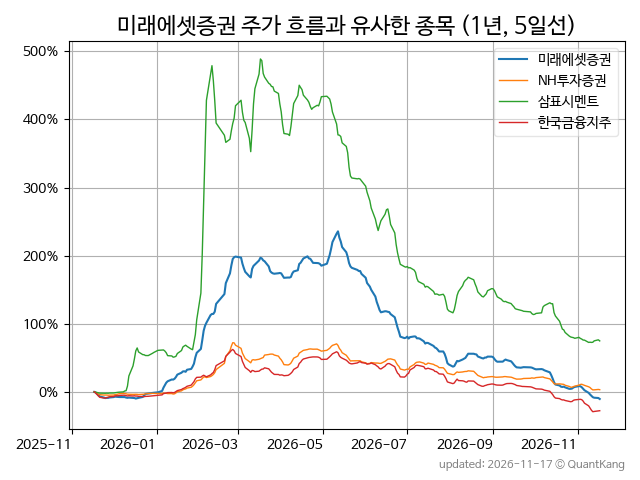 미래에셋증권 주가 흐름과 유사한 종목 (1년, 5일선)
500%
400%
300%
200%
100%
0%
미래에셋증권
NH투자증권
삼표시멘트
한국금융지주
2025-11
2026-01
2026-03
2026-05
2026-07
2026-09
2026-11
updated: 2026-11-17 © QuantKang